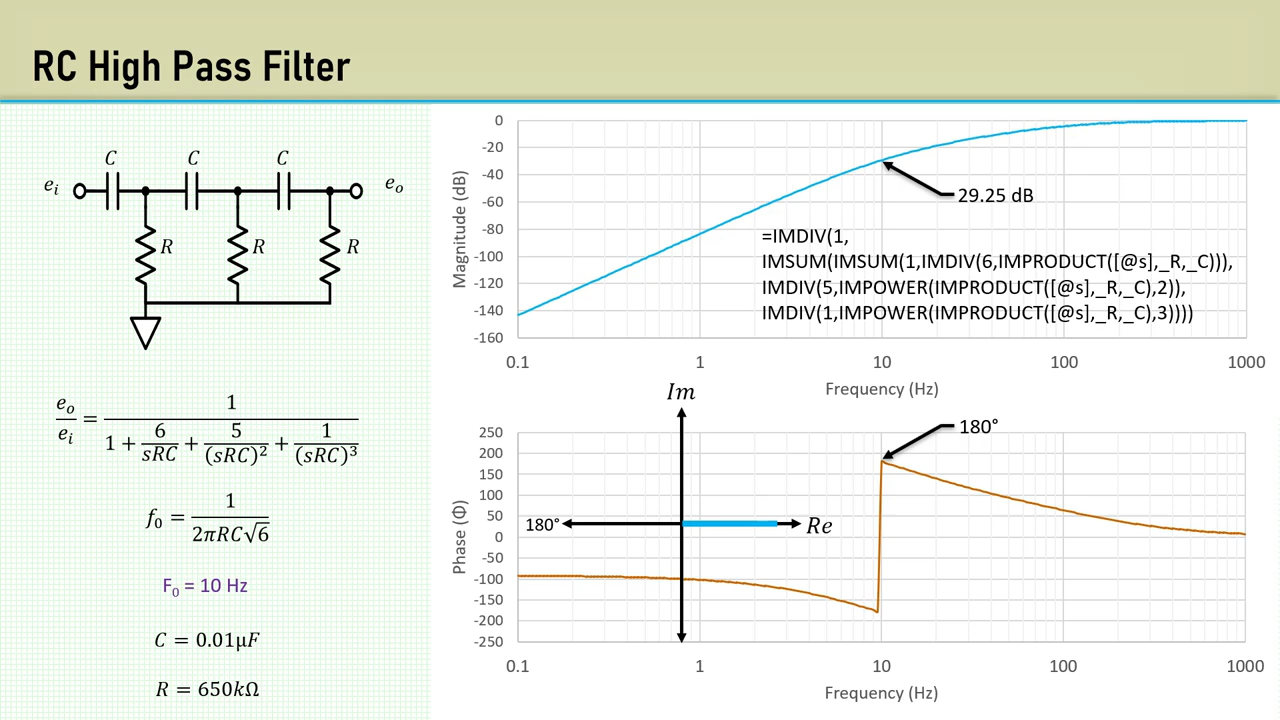 RC High Pass Filter
C C C
e_i e_o
R R R
e_o/e_i = 1/(1 + 6/sRC + 5/(sRC)² + 1/(sRC)³)
f₀ = 1/(2πRC√6)
F₀ = 10 Hz
C = 0.01μF
R = 650kΩ
Magnitude (dB)
0
-20
-40
-60
-80
-100
-120
-140
-160
29.25 dB
=IMDIV(1,
IMSUM(IMSUM(1,IMDIV(6,IMPRODUCT([@s],_R,_C))),
IMDIV(5,IMPOWER(IMPRODUCT([@s],_R,_C),2)),
IMDIV(1,IMPOWER(IMPRODUCT([@s],_R,_C),3))))
0.1 1 10 100 1000
Frequency (Hz)
Im
180°
Re
Phase (Φ)
250
200
150
100
50
0
-50
-100
-150
-200
-250
180°
0.1 1 10 100 1000
Frequency (Hz)